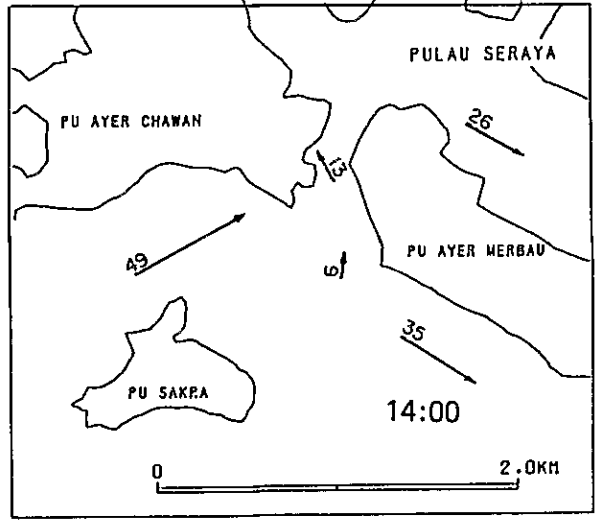 PULAU SERAYA
PU AYER CHAWAN
26
13
49
PU AYER MERBAU
9
35
PU SAKRA
14:00
0 2.0KM